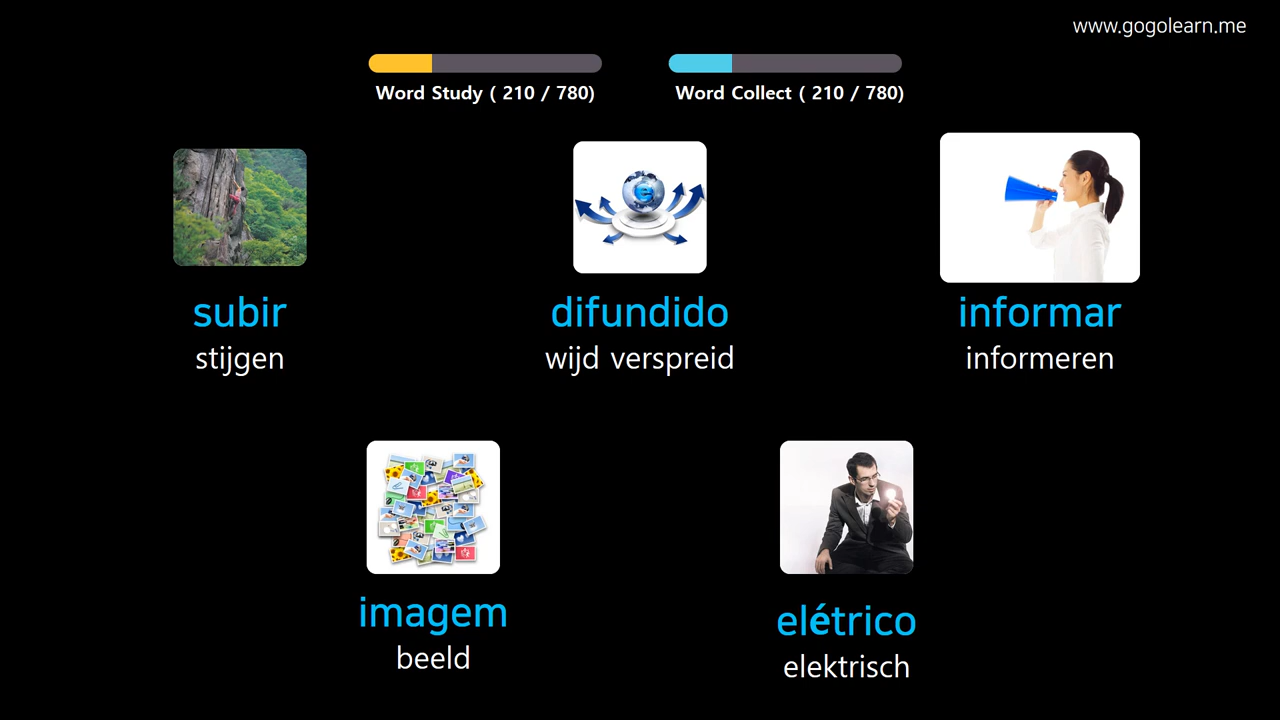 www.gogolearn.me
Word Study ( 210 / 780)
Word Collect ( 210 / 780)
subir
stijgen
difundido
wijd verspreid
informar
informeren
imagem
beeld
elétrico
elektrisch